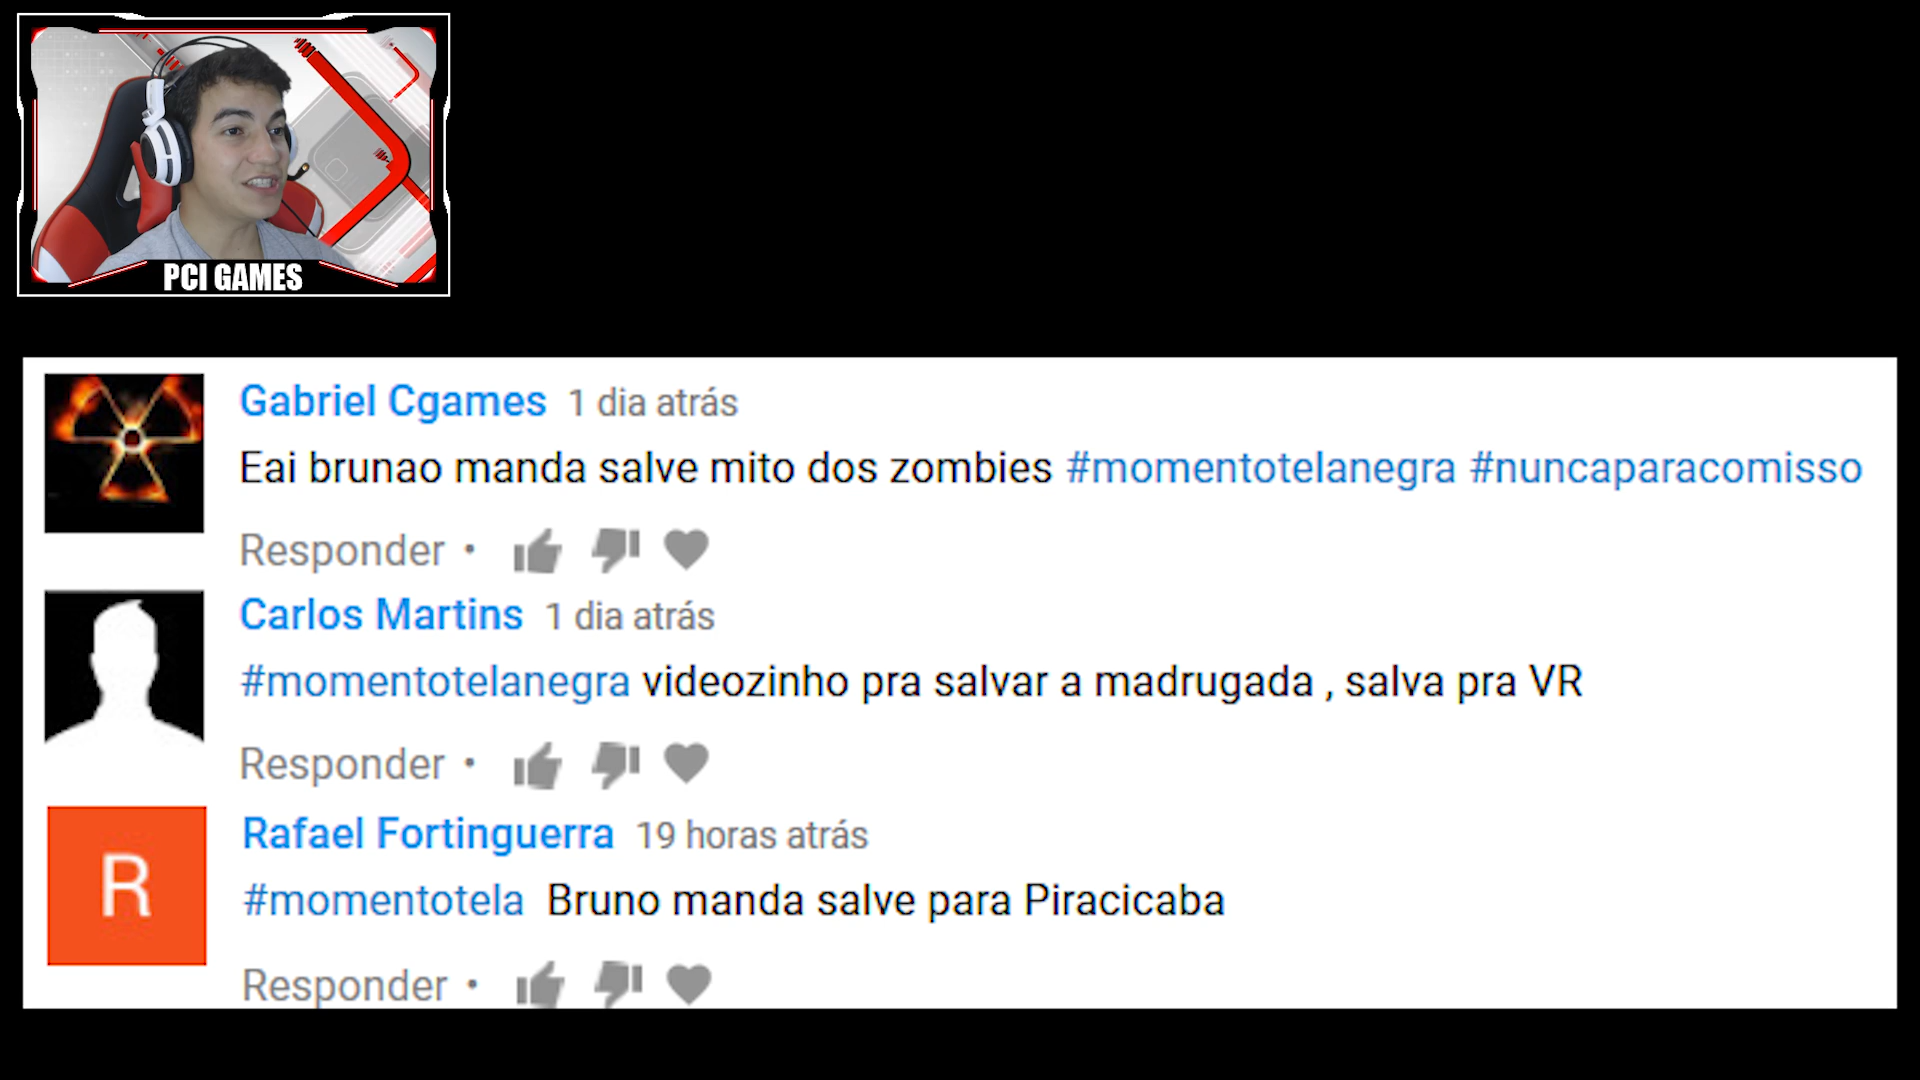 PCI GAMES
Gabriel Cgames 1 dia atrás
Eai brunao manda salve mito dos zombies #momentotelanegra #nuncaparacomisso
Responder •
Carlos Martins 1 dia atrás
#momentotelanegra videozinho pra salvar a madrugada , salva pra VR
Responder •
R
Rafael Fortinguerra 19 horas atrás
#momentotela Bruno manda salve para Piracicaba
Responder •